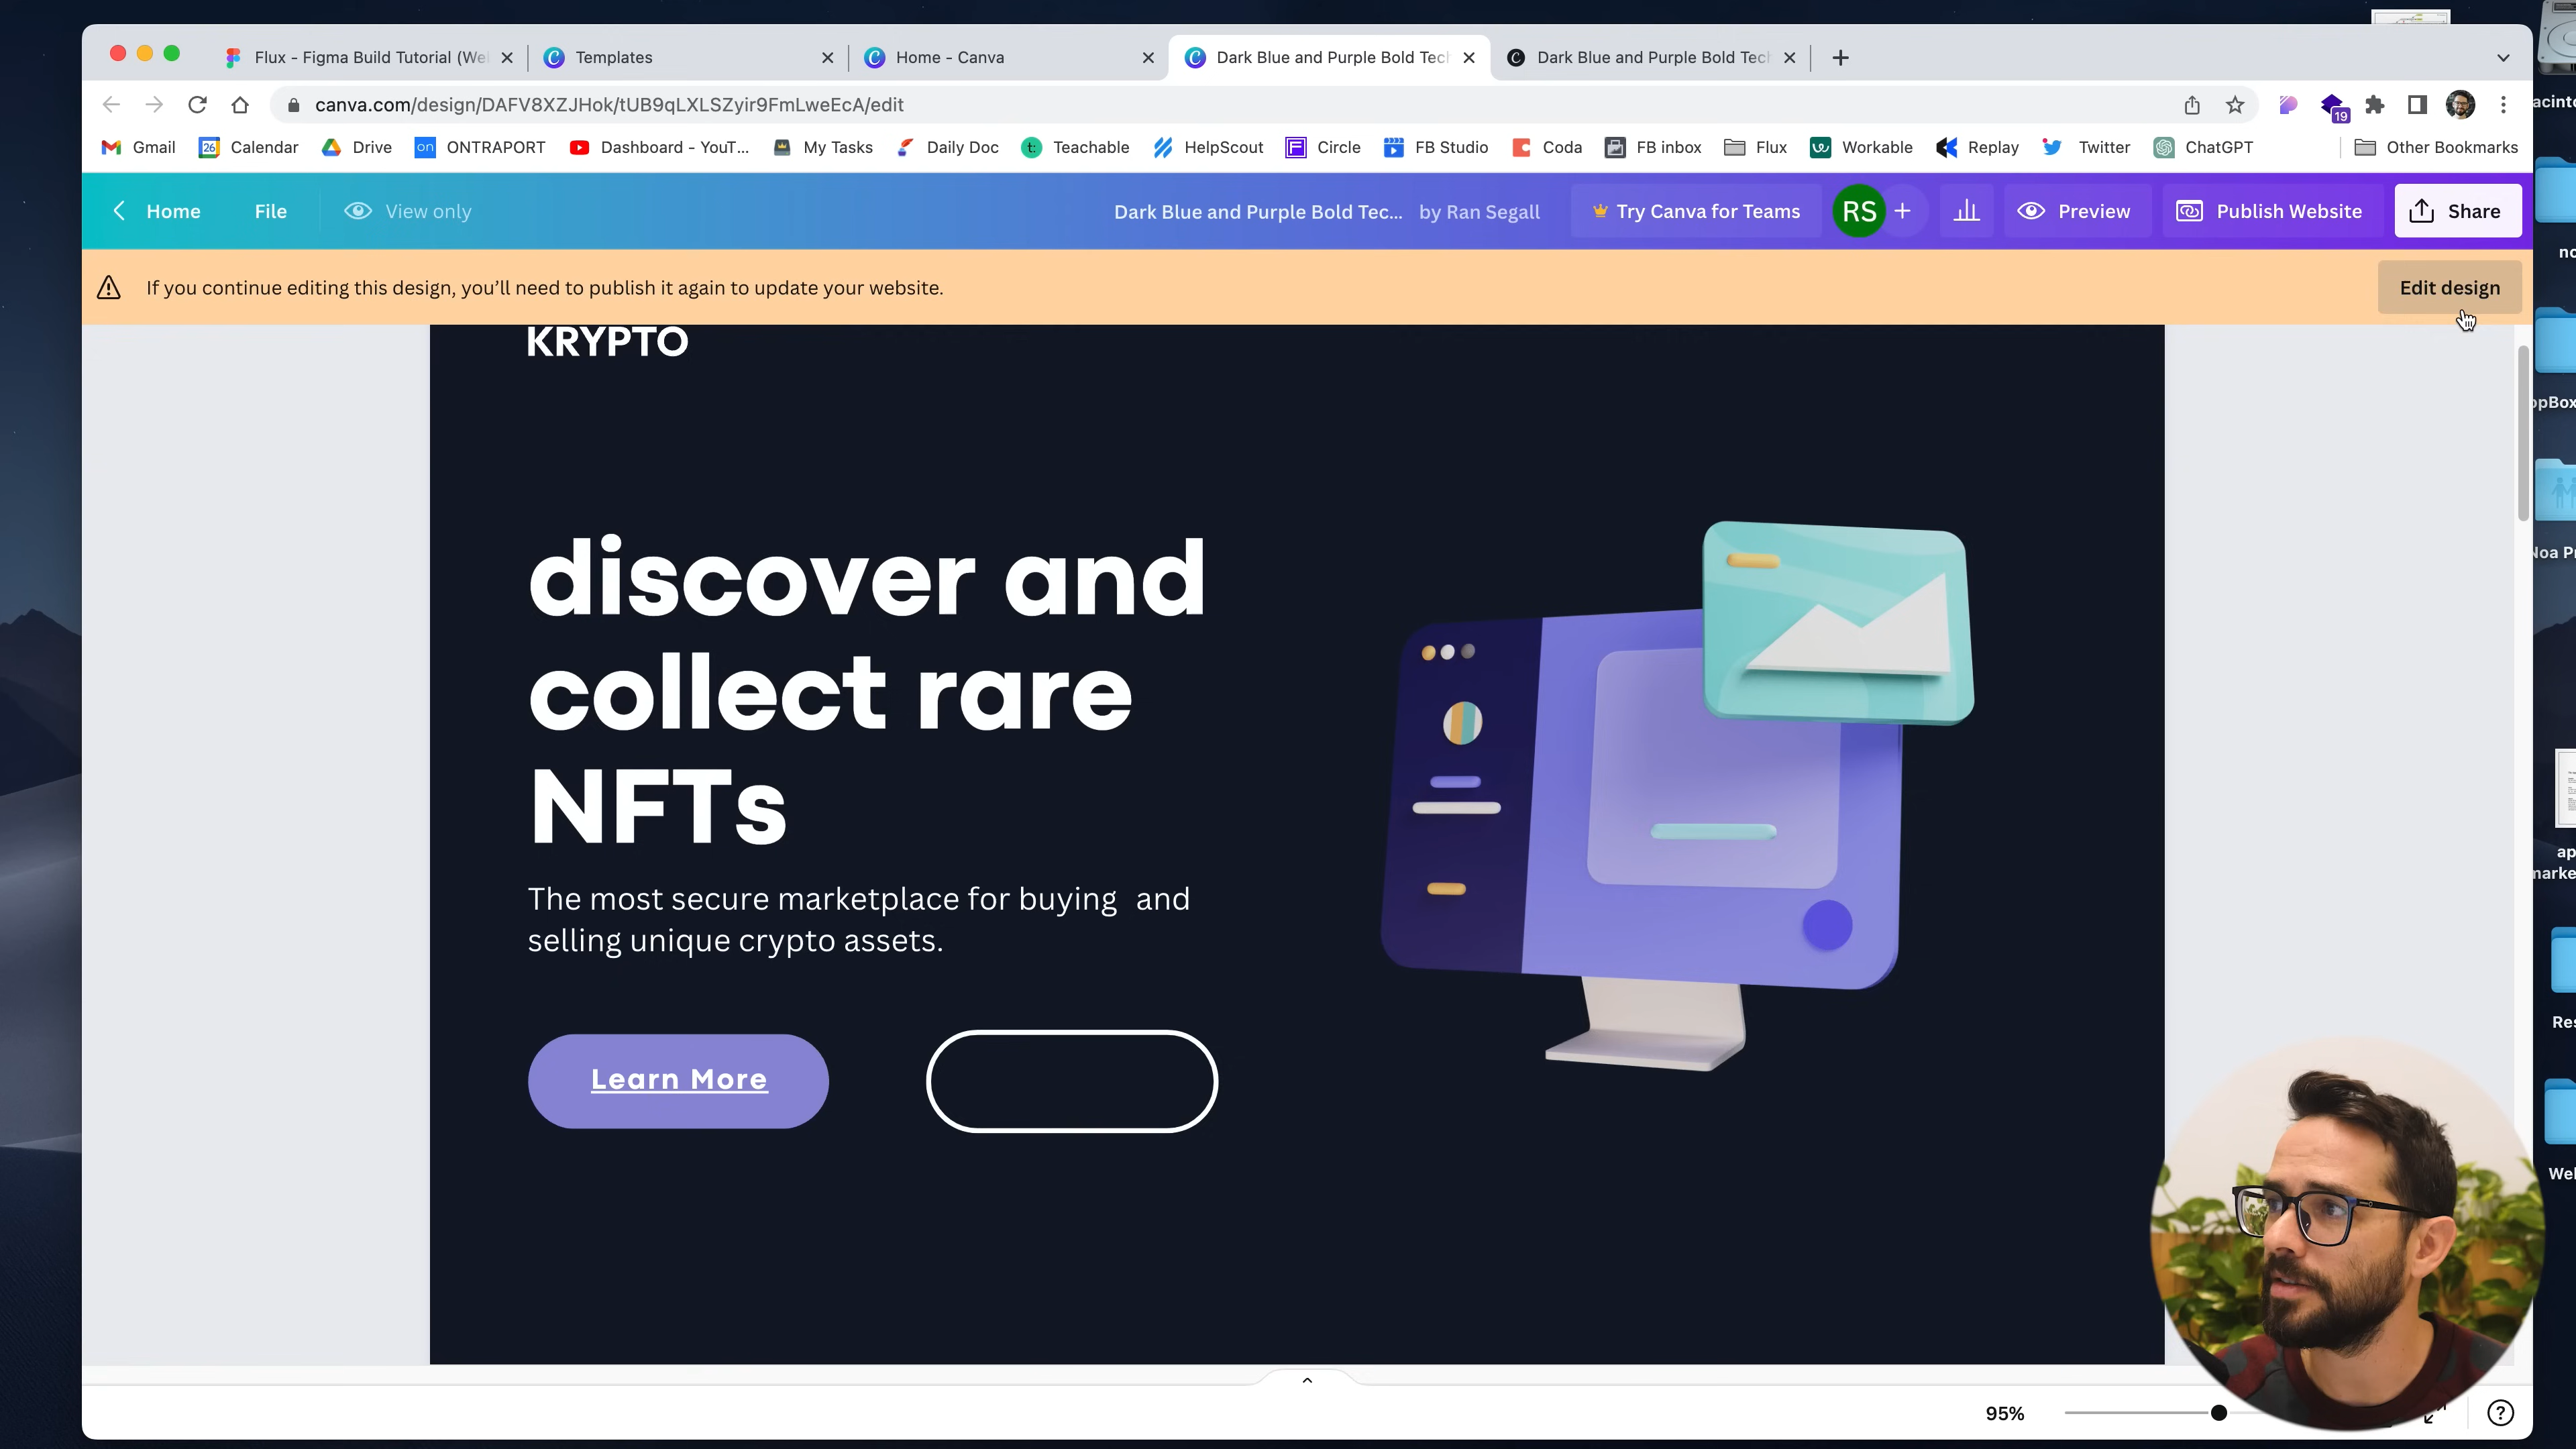 Flux - Figma Build Tutorial (We
Templates
Home - Canva
Dark Blue and Purple Bold Tec
Dark Blue and Purple Bold Tec
canva.com/design/DAFV8XZJHok/tUB9qLXLSZyir9FmLweEcA/edit
19
Gmail
26
Calendar
Drive
on
ONTRAPORT
Dashboard - YouT...
My Tasks
Daily Doc
t:
Teachable
HelpScout
Circle
FB Studio
Coda
FB inbox
Flux
Workable
Replay
Twitter
ChatGPT
Other Bookmarks
Home
File
View only
Dark Blue and Purple Bold Tec...
by Ran Segall
Try Canva for Teams
RS
+
Preview
Publish Website
Share
If you continue editing this design, you'll need to publish it again to update your website.
Edit design
KRYPTO
discover and
collect rare
NFTs
The most secure marketplace for buying  and
selling unique crypto assets.
Learn More
95%
?